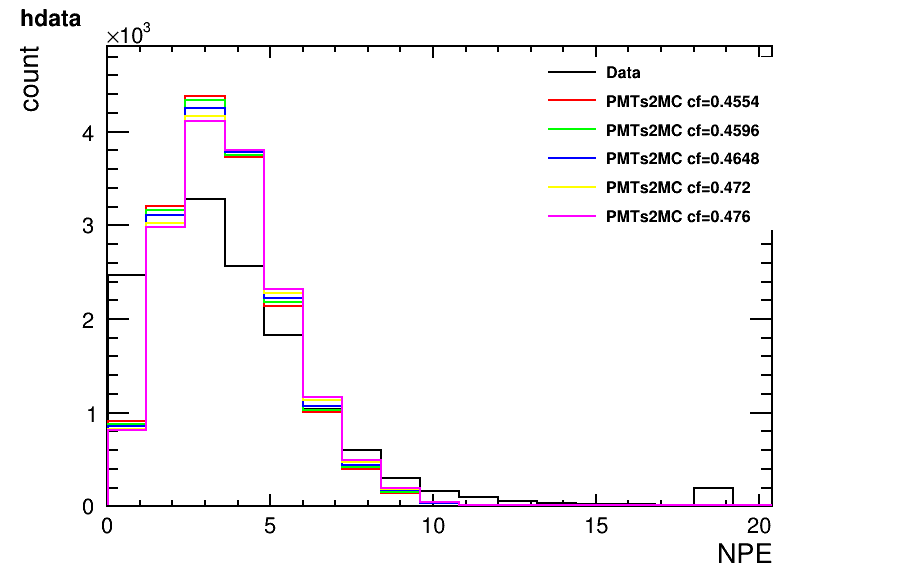 hdata
×10³
count
Data
PMTs2MC cf=0.4554
PMTs2MC cf=0.4596
PMTs2MC cf=0.4648
PMTs2MC cf=0.472
PMTs2MC cf=0.476
4
3
2
1
0
0 5 10 15 20
NPE